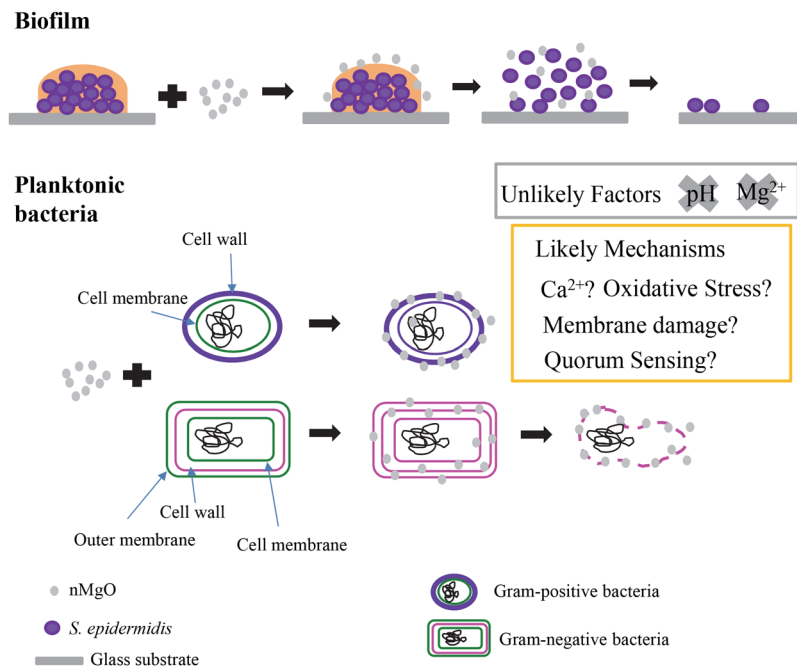 Biofilm
Planktonic
bacteria
Unlikely Factors pH Mg²⁺
Likely Mechanisms
Ca²⁺? Oxidative Stress?
Membrane damage?
Quorum Sensing?
Cell wall
Cell membrane
Cell wall
Outer membrane
Cell membrane
nMgO
S. epidermidis
Glass substrate
Gram-positive bacteria
Gram-negative bacteria